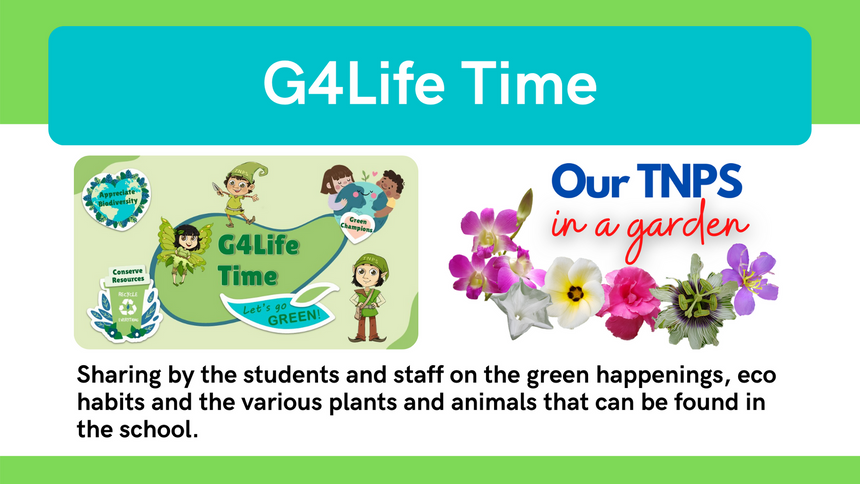 G4Life Time
Appreciate
Biodiversity
Green
Champions
G4Life
Time
Conserve
Resources
RECYCLE
EVERYTHING
Let's go
GREEN!
Our TNPS
in a garden
Sharing by the students and staff on the green happenings, eco
habits and the various plants and animals that can be found in
the school.